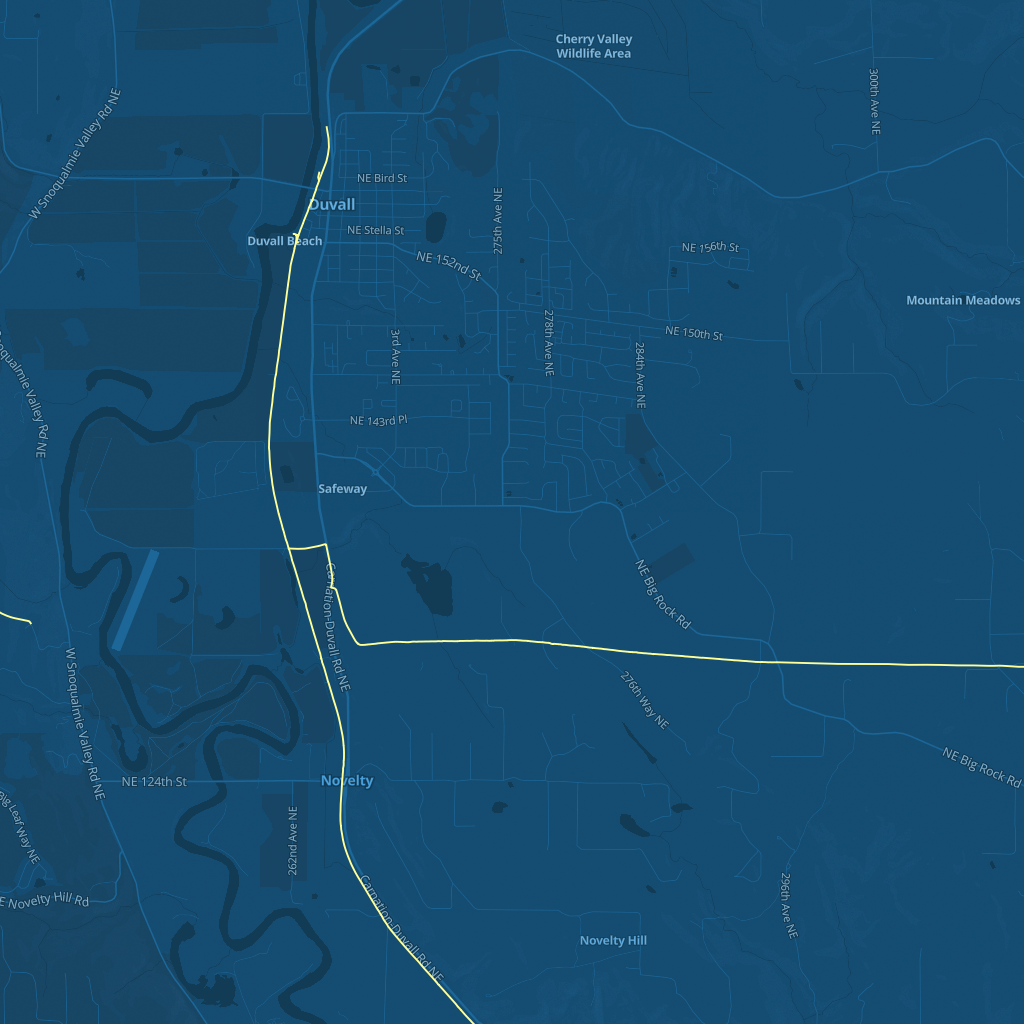 Cherry Valley
Wildlife Area
300th Ave NE
W Snoqualmie Valley Rd NE
NE Bird St
Duvall
275th Ave NE
NE Stella St
Duvall Beach
NE 156th St
NE 152nd St
Mountain Meadows
278th Ave NE
NE 150th St
3rd Ave NE
284th Ave NE
oqualmie Valley Rd NE
NE 143rd Pl
Safeway
Carnation-Duvall Rd NE
NE Big Rock Rd
W Snoqualmie Valley Rd NE
276th Way NE
NE Big Rock Rd
Novelty
NE 124th St
262nd Ave NE
Leaf Way NE
E Novelty Hill Rd
Carnation-Duvall Rd NE
296th Ave NE
Novelty Hill